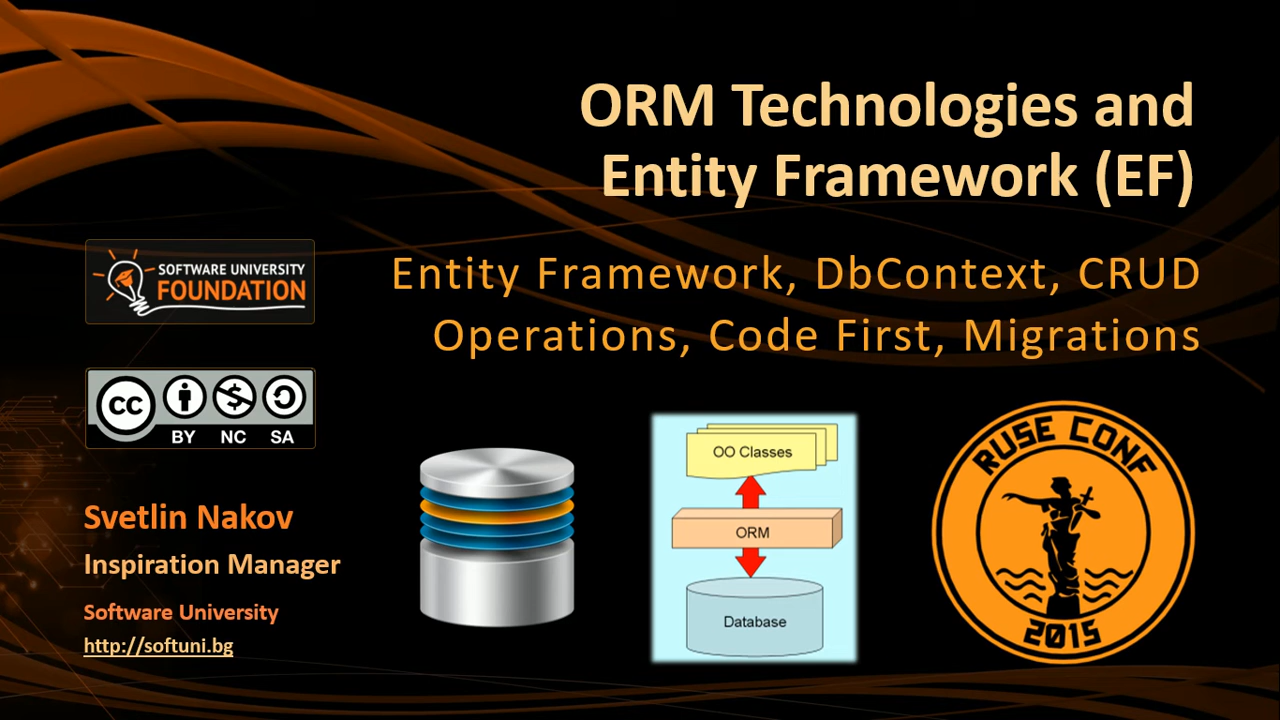 ORM Technologies and
Entity Framework (EF)
Entity Framework, DbContext, CRUD
Operations, Code First, Migrations
SOFTWARE UNIVERSITY
FOUNDATION
CC
BY NC SA
Svetlin Nakov
Inspiration Manager
Software University
http://softuni.bg
OO Classes
ORM
Database
RUSE CONF
2015